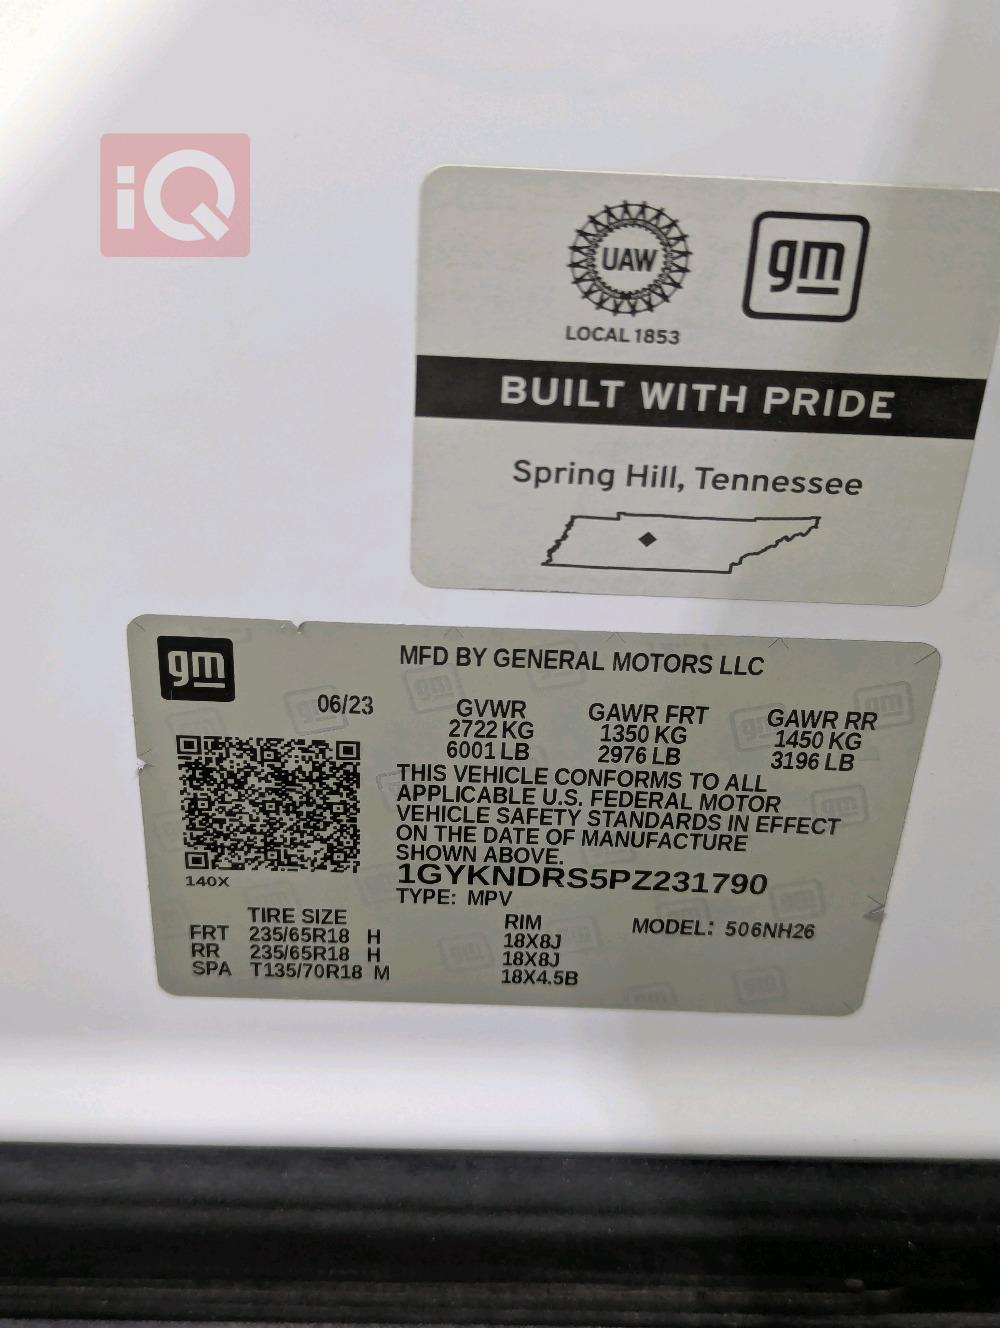 iQ
UAW
gm
LOCAL 1853
BUILT WITH PRIDE
Spring Hill, Tennessee
gm
MFD BY GENERAL MOTORS LLC
06/23
GVWR GAWR FRT GAWR RR
2722 KG 1350 KG 1450 KG
6001 LB 2976 LB 3196 LB
THIS VEHICLE CONFORMS TO ALL
APPLICABLE U.S. FEDERAL MOTOR
VEHICLE SAFETY STANDARDS IN EFFECT
ON THE DATE OF MANUFACTURE
SHOWN ABOVE.
140X
1GYKNDRS5PZ231790
TYPE: MPV
TIRE SIZE RIM MODEL: 506NH26
FRT 235/65R18 H 18X8J
RR 235/65R18 H 18X8J
SPA T135/70R18 M 18X4.5B